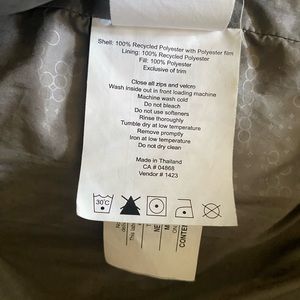 Shell: 100% Recycled Polyester with Polyester film
Lining: 100% Recycled Polyester
Fill: 100% Polyester
Exclusive of trim
Close all zips and velcro
Wash inside out in front loading machine
Machine wash cold
Do not bleach
Do not use softeners
Rinse thoroughly
Tumble dry at low temperature
Remove promptly
Iron at low temperature
Do not dry clean
Made in Thailand
CA # 04868
Vendor # 1423
30°C
CONTEN